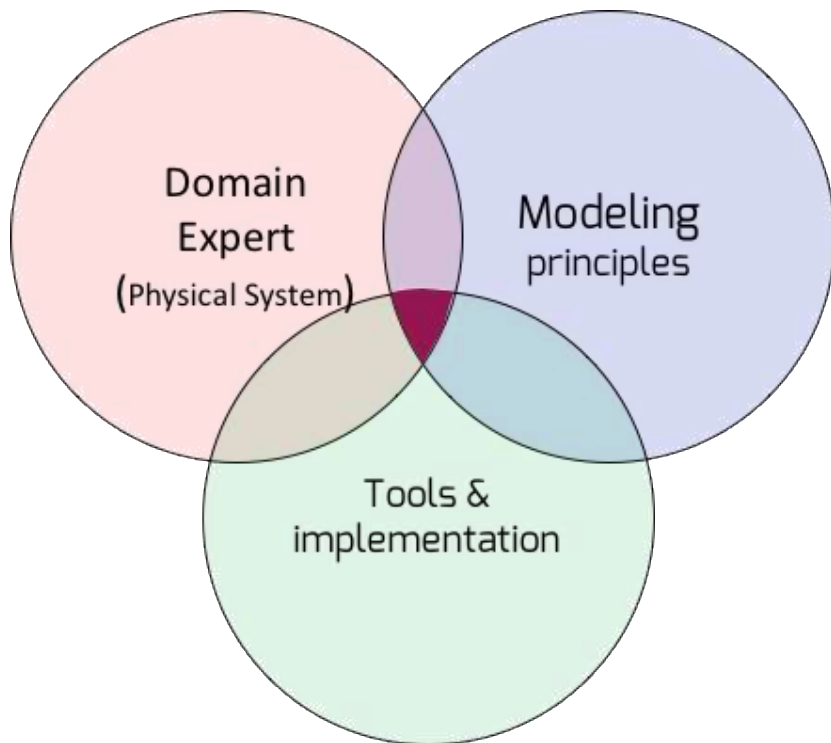 Domain
Expert
(Physical System)
Modeling
principles
Tools &
implementation